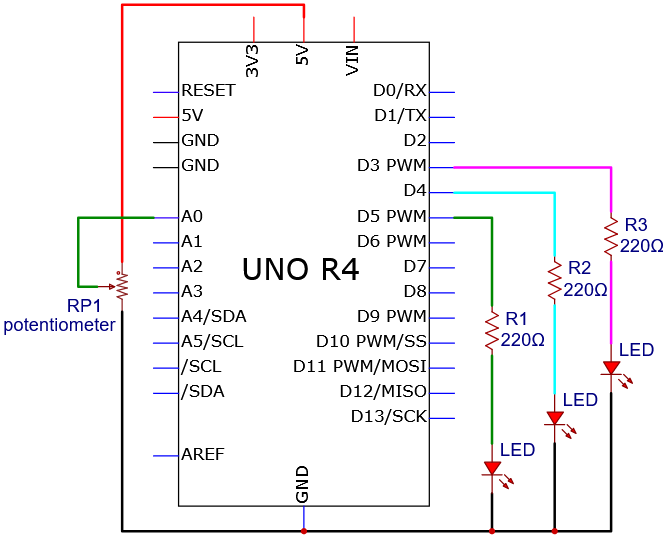 3V3
5V
VIN
RESET
5V
GND
GND
A0
A1
A2
A3
A4/SDA
A5/SCL
/SCL
/SDA
AREF
D0/RX
D1/TX
D2
D3 PWM
D4
D5 PWM
D6 PWM
D7
D8
D9 PWM
D10 PWM/SS
D11 PWM/MOSI
D12/MISO
D13/SCK
UNO R4
GND
RP1
potentiometer
R1
220Ω
LED
R2
220Ω
LED
R3
220Ω
LED